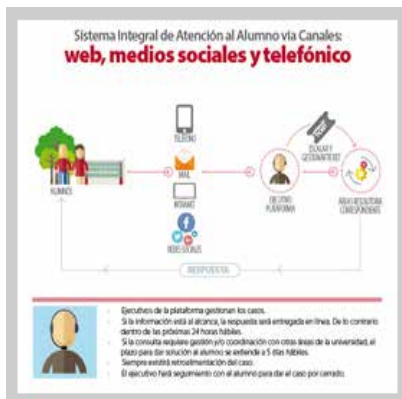 Sistema Integral de Atención al Alumno vía Canales:
web, medios sociales y telefónico
TELÉFONO
MAIL
INTRANET
REDES SOCIALES
ALUMNOS
EJECUTIVO
PLATAFORMA
TICKET
ESCALAR Y
GESTIONAR
ÁREA RESOLUTORIA
CORRESPONDIENTE
RESPUESTA
Ejecutivos de la plataforma gestionan los casos.
Si la información está al alcance, la respuesta será entregada en línea. De lo contrario
dentro de las próximas 24 horas hábiles.
Si la consulta requiere gestión y/o coordinación con otras áreas de la universidad, el
plazo para dar solución al alumno se extiende a 5 días hábiles.
Siempre existirá retroalimentación del caso.
El ejecutivo hará seguimiento con el alumno para dar el caso por cerrado.